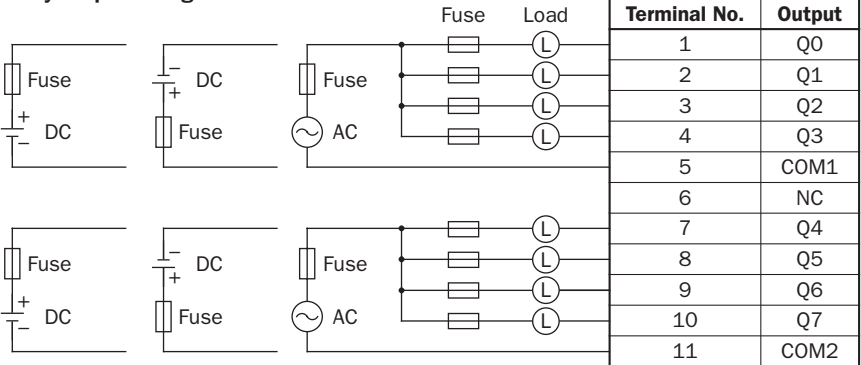 Fuse Load Terminal No. Output
1 Q0
Fuse DC Fuse 2 Q1
3 Q2
DC Fuse AC 4 Q3
5 COM1
6 NC
7 Q4
Fuse DC Fuse 8 Q5
9 Q6
DC Fuse AC 10 Q7
11 COM2
L
L
L
L
L
L
L
L
+
−
−
+
+
−
−
+